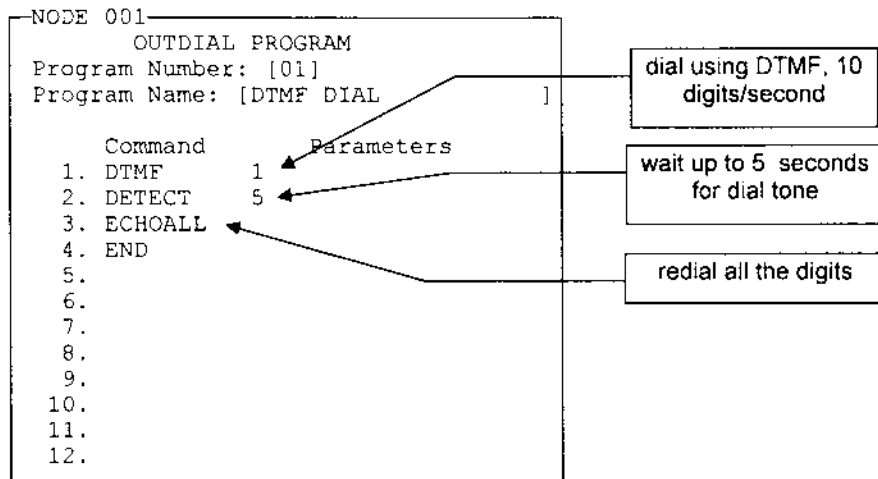 NODE 001
OUTDIAL PROGRAM
Program Number: [01]
Program Name: [DTMF DIAL ]
Command Parameters
1. DTMF 1
2. DETECT 5
3. ECHOALL
4. END
5.
6.
7.
8.
9.
10.
11.
12.
dial using DTMF, 10
digits/second
wait up to 5 seconds
for dial tone
redial all the digits